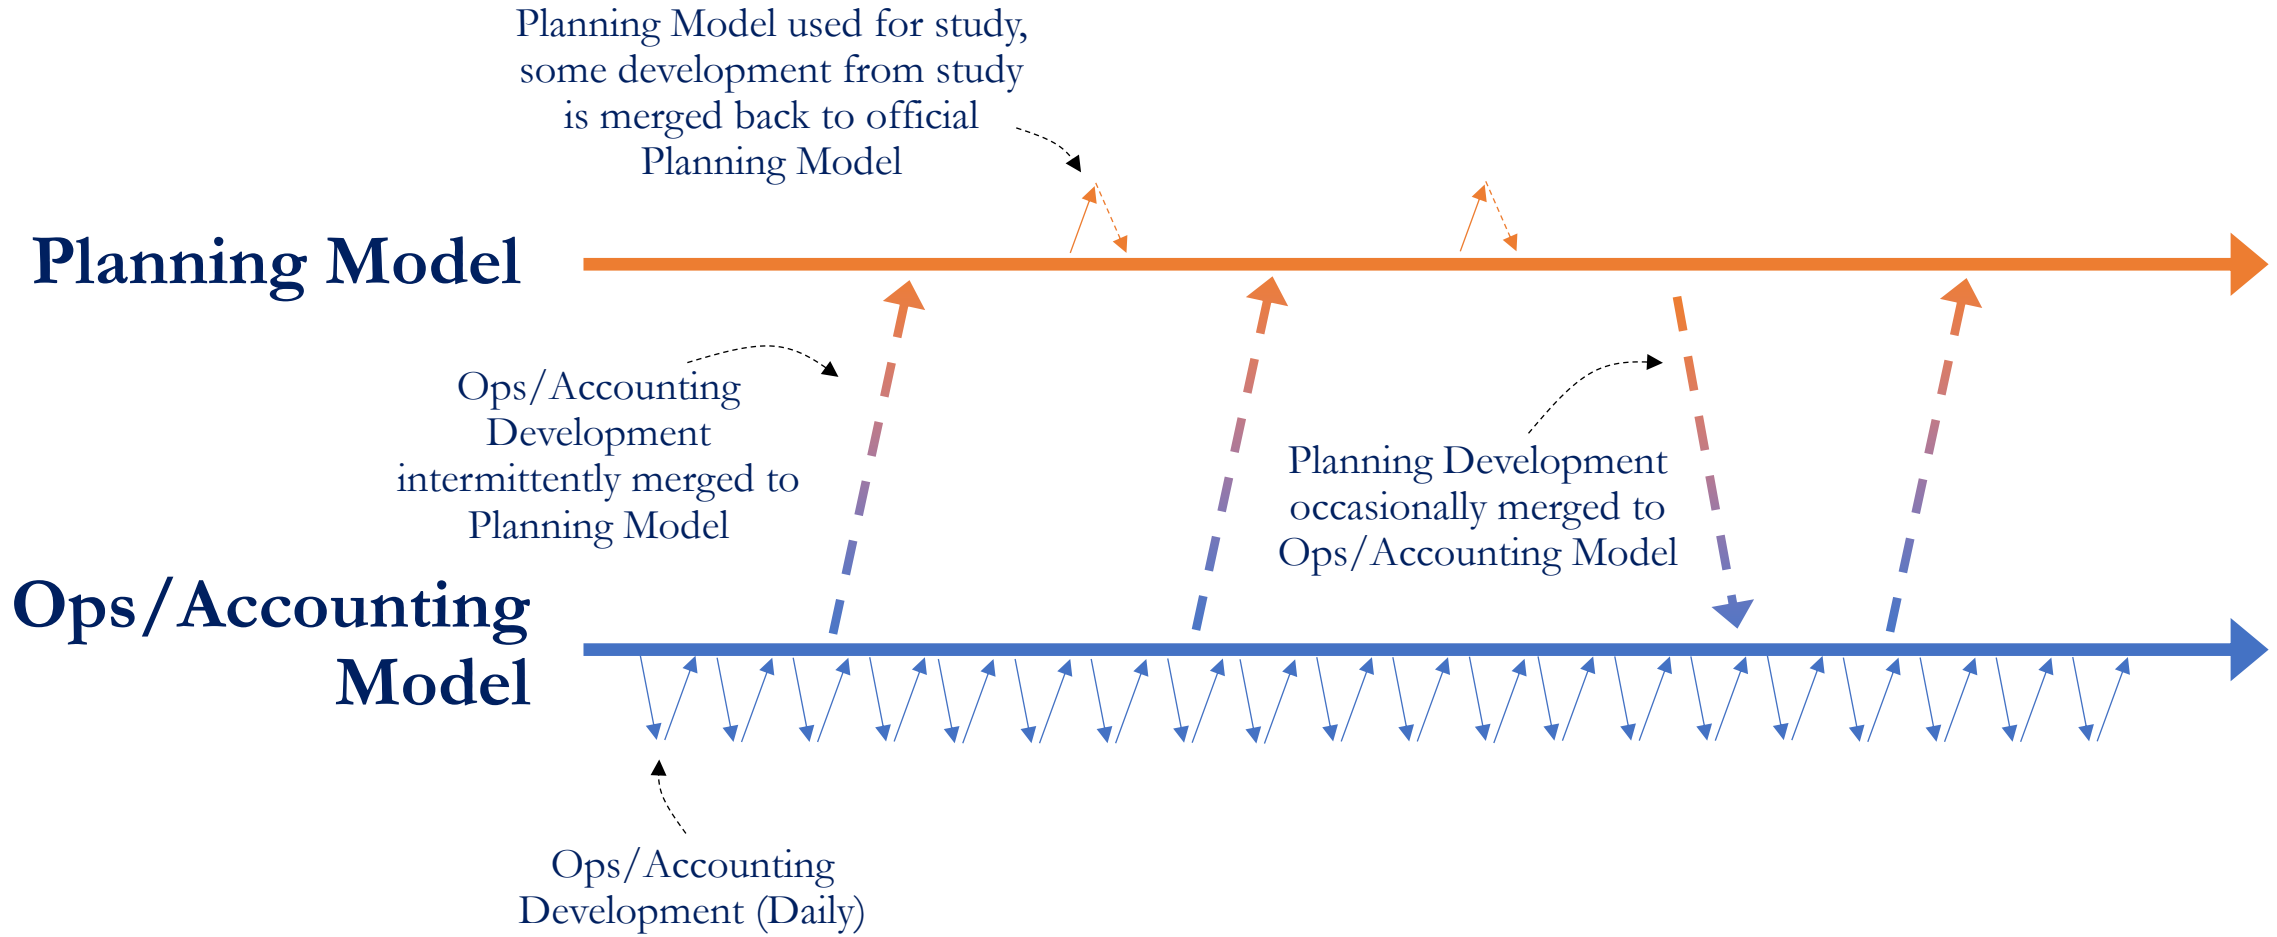 Planning Model used for study,
some development from study
is merged back to official
Planning Model
Planning Model
Ops/Accounting
Development
intermittently merged to
Planning Model
Planning Development
occasionally merged to
Ops/Accounting Model
Ops/Accounting
Model
Ops/Accounting
Development (Daily)